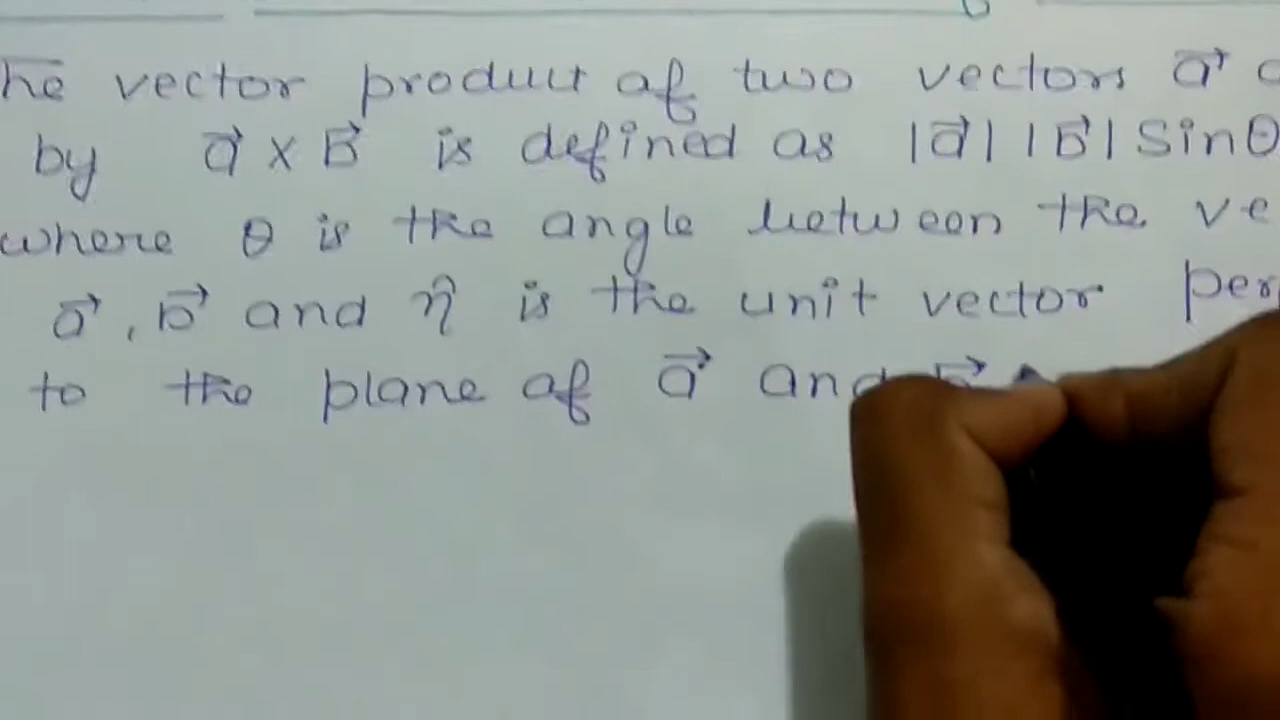 he vector product of two vectors a⃗
by a⃗ x b⃗ is defined as |a⃗| |b⃗| Sinθ
where θ is the angle between the ve
a⃗, b⃗ and η̂ is the unit vector per
to the plane of a⃗ and b⃗